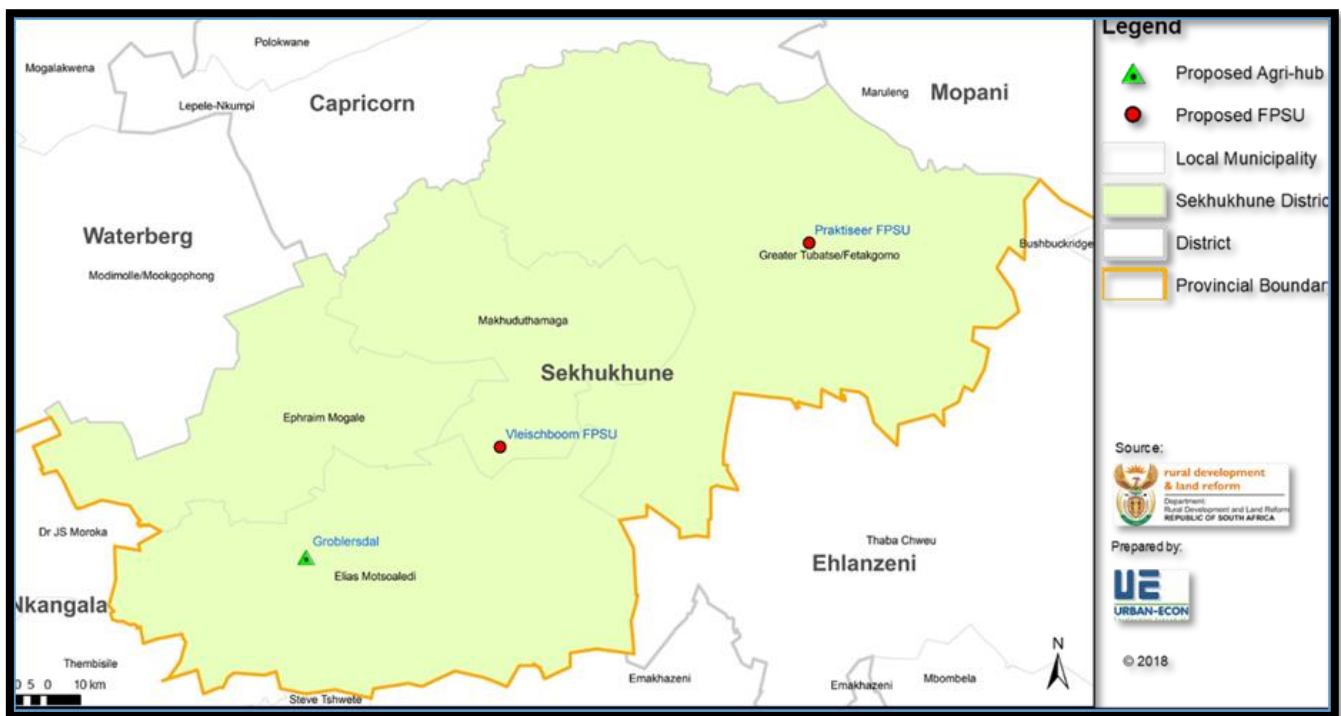 Polokwane
Mogalakwena
Lepele-Nkumpi
Capricorn
Maruleng
Mopani
Waterberg
Modimolle/Mookgophong
Praktiseer FPSU
Greater Tubatse/Fetakgomo
Bushbuckridge
Makhuduthamaga
Sekhukhune
Ephraim Mogale
Vleischboom FPSU
Dr JS Moroka
Groblersdal
Elias Motsoaledi
Thaba Chweu
Ehlanzeni
Nkangala
Thembisile
Emakhazeni
Emakhazeni
Mbombela
Steve Tshwete
0 5 0 10 km
N
Legend
Proposed Agri-hub
Proposed FPSU
Local Municipality
Sekhukhune Distric
District
Provincial Boundar
Source:
rural development
& land reform
Department:
Rural Development and Land Reform
REPUBLIC OF SOUTH AFRICA
Prepared by:
UE
URBAN-ECON
© 2018